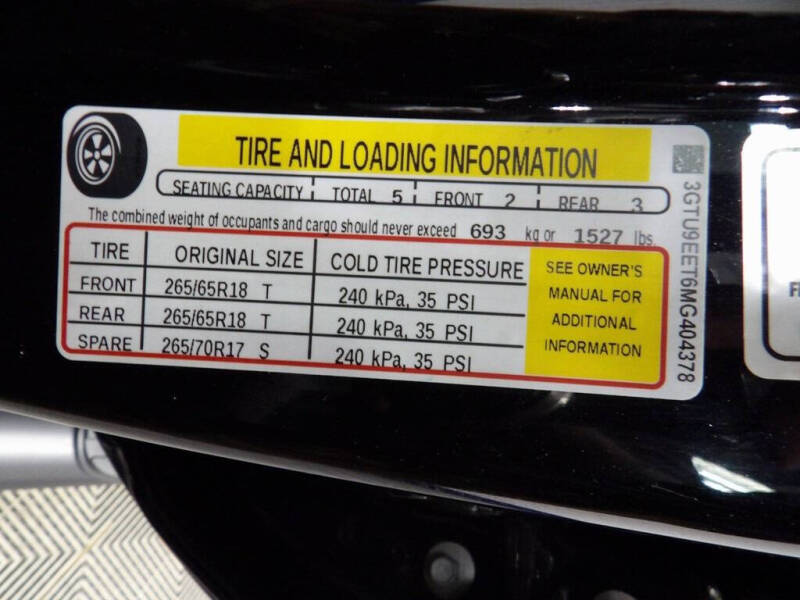 TIRE AND LOADING INFORMATION
SEATING CAPACITY TOTAL 5 FRONT 2 REAR 3
The combined weight of occupants and cargo should never exceed 693 kg or 1527 lbs.
TIRE ORIGINAL SIZE COLD TIRE PRESSURE
FRONT 265/65R18 T 240 kPa, 35 PSI
REAR 265/65R18 T 240 kPa, 35 PSI
SPARE 265/70R17 S 240 kPa, 35 PSI
SEE OWNER'S
MANUAL FOR
ADDITIONAL
INFORMATION
3GTU9EET6MG404378